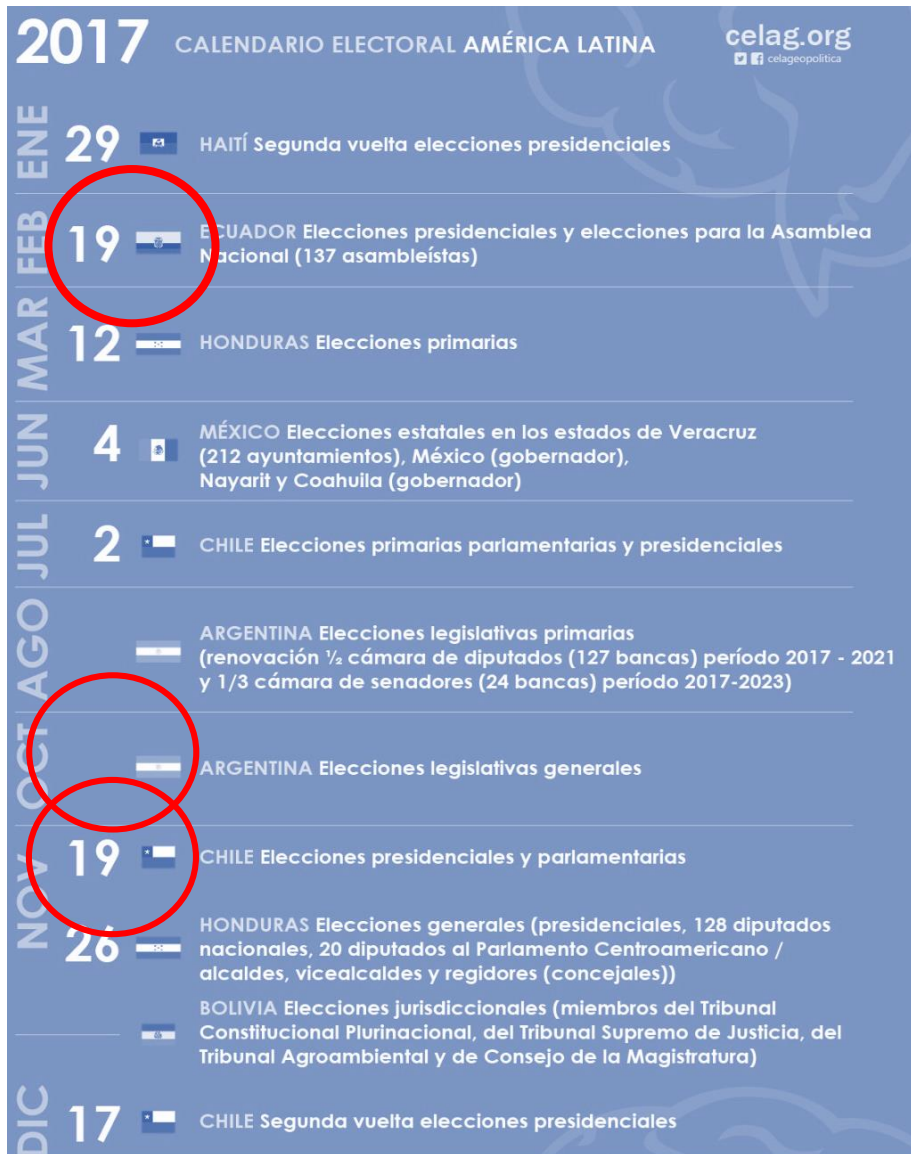 2017 CALENDARIO ELECTORAL AMÉRICA LATINA
celag.org
celageopolitica
ENE
29 HAITÍ Segunda vuelta elecciones presidenciales
FEB
19 ECUADOR Elecciones presidenciales y elecciones para la Asamblea
Nacional (137 asambleístas)
MAR
12 HONDURAS Elecciones primarias
JUN
4 MÉXICO Elecciones estatales en los estados de Veracruz
(212 ayuntamientos), México (gobernador),
Nayarit y Coahuila (gobernador)
JUL
2 CHILE Elecciones primarias parlamentarias y presidenciales
AGO
ARGENTINA Elecciones legislativas primarias
(renovación ½ cámara de diputados (127 bancas) período 2017 - 2021
y 1/3 cámara de senadores (24 bancas) período 2017-2023)
OCT
ARGENTINA Elecciones legislativas generales
NOV
19 CHILE Elecciones presidenciales y parlamentarias
26 HONDURAS Elecciones generales (presidenciales, 128 diputados
nacionales, 20 diputados al Parlamento Centroamericano /
alcaldes, vicealcaldes y regidores (concejales))
BOLIVIA Elecciones jurisdiccionales (miembros del Tribunal
Constitucional Plurinacional, del Tribunal Supremo de Justicia, del
Tribunal Agroambiental y de Consejo de la Magistratura)
DIC
17 CHILE Segunda vuelta elecciones presidenciales